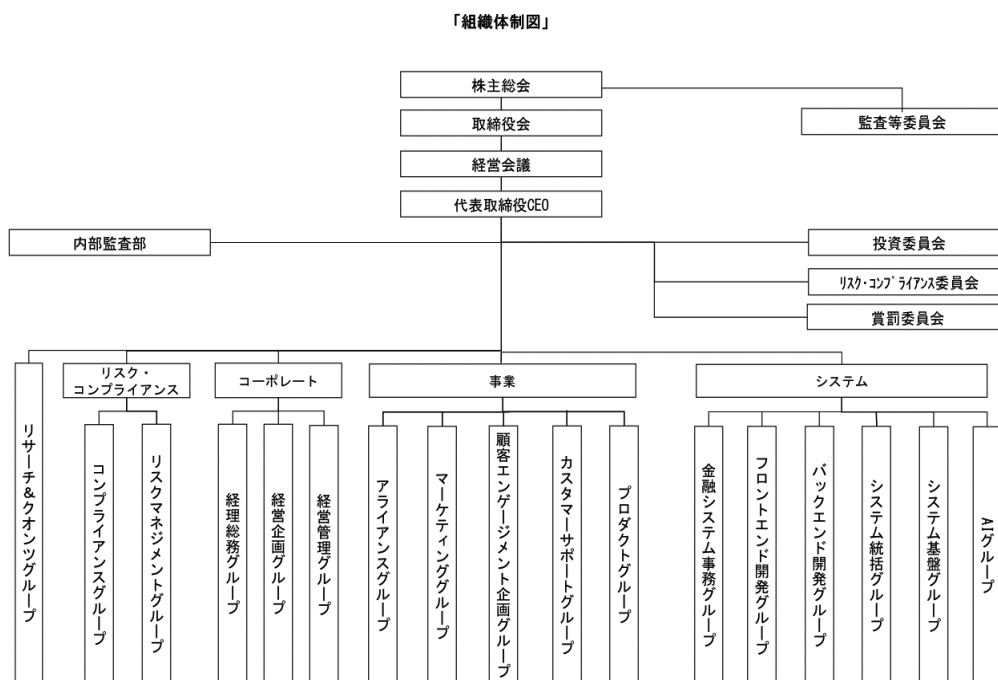 「組織体制図」
株主総会
取締役会
監査等委員会
経営会議
代表取締役CEO
内部監査部
投資委員会
ﾘｽｸ・ｺﾝﾌﾟﾗｲｱﾝｽ委員会
賞罰委員会
リスク・
コンプライアンス
コーポレート
事業
システム
リサーチ&クオンツグループ
コンプライアンスグループ
リスクマネジメントグループ
経理総務グループ
経営企画グループ
経営管理グループ
アライアンスグループ
マーケティンググループ
顧客エンゲージメント企画グループ
カスタマーサポートグループ
プロダクトグループ
金融システム事務グループ
フロントエンド開発グループ
バックエンド開発グループ
システム統括グループ
システム基盤グループ
AIグループ